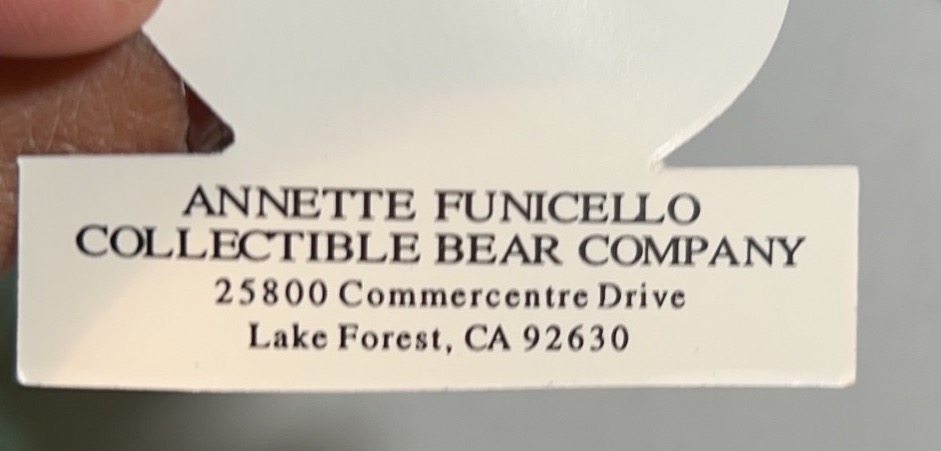 ANNETTE FUNICELLO
COLLECTIBLE BEAR COMPANY
25800 Commercentre Drive
Lake Forest, CA 92630